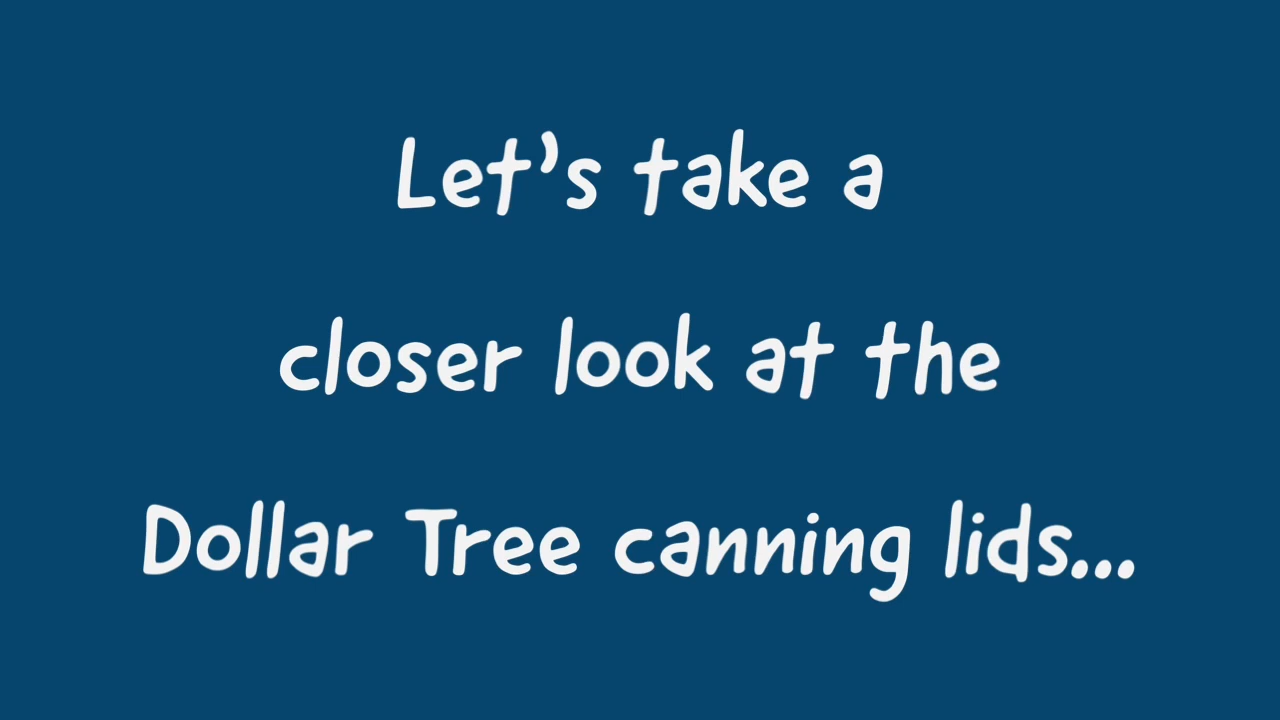 Let’s take a
closer look at the
Dollar Tree canning lids...